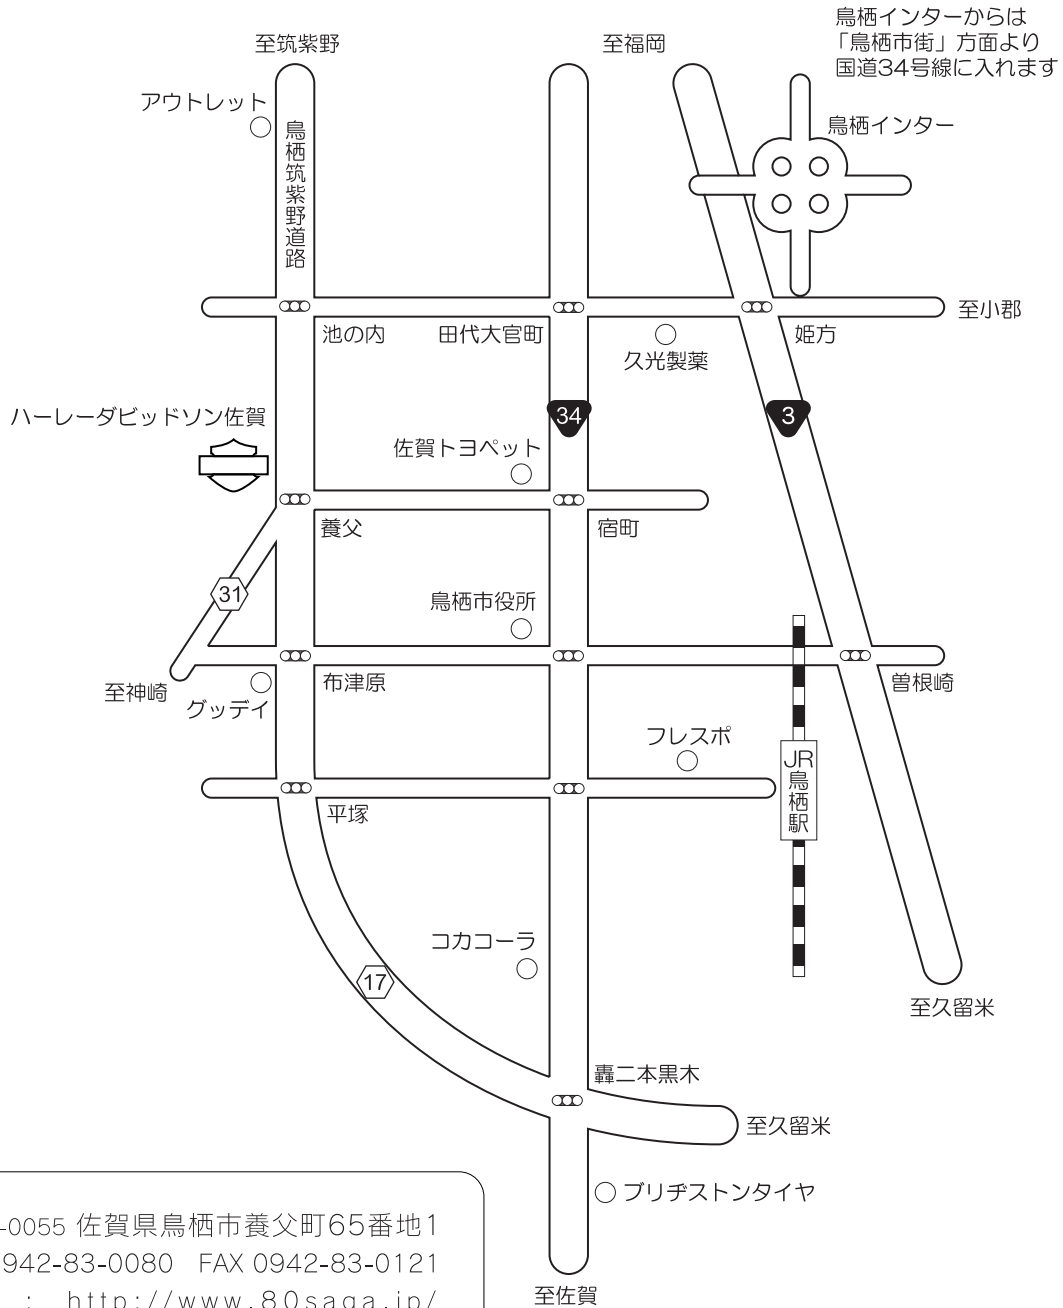 鳥栖インターからは
「鳥栖市街」方面より
国道34号線に入れます
至筑紫野
至福岡
アウトレット
鳥栖インター
鳥栖筑紫野道路
至小郡
池の内
田代大官町
姫方
久光製薬
ハーレーダビッドソン佐賀
34
3
佐賀トヨペット
養父
宿町
31
鳥栖市役所
至神崎
グッデイ
布津原
曽根崎
フレスポ
JR鳥栖駅
平塚
コカコーラ
17
至久留米
轟二本黒木
至久留米
ブリヂストンタイヤ
-0055 佐賀県鳥栖市養父町65番地1
942-83-0080 FAX 0942-83-0121
: http://www.80saga.jp/
至佐賀